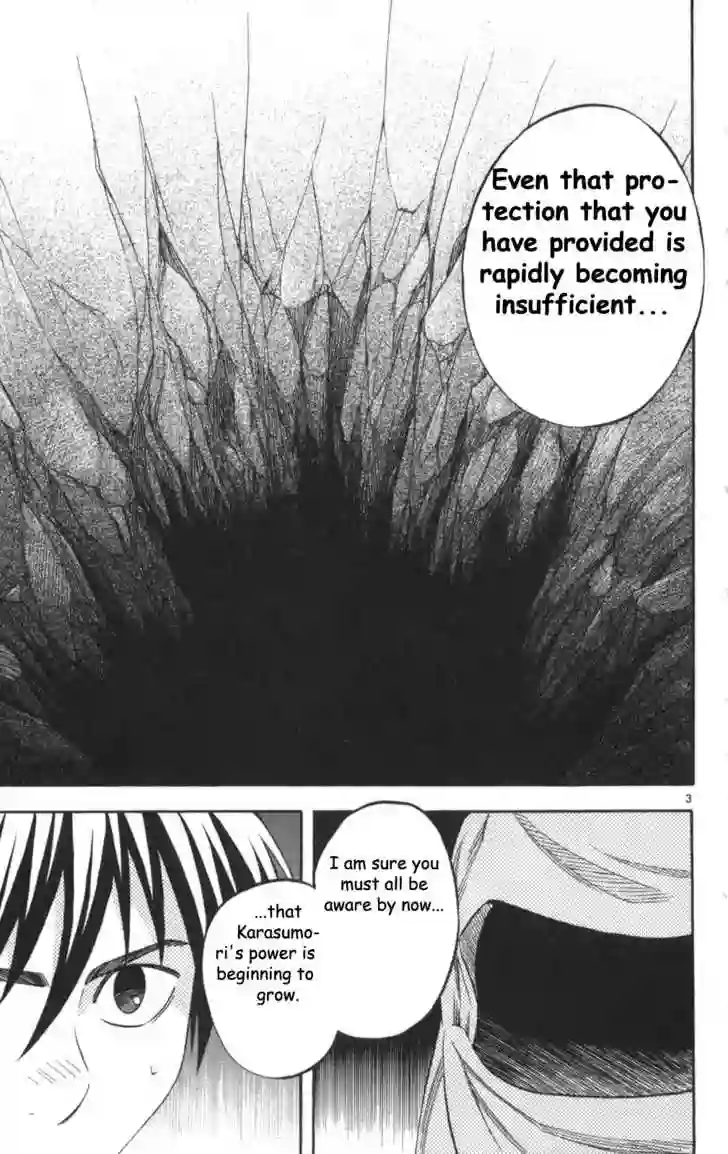 Even that pro-
tection that you
have provided is
rapidly becoming
insufficient...
3
I am sure you
must all be
aware by now...
...that
Karasumo-
ri's power is
beginning to
grow.